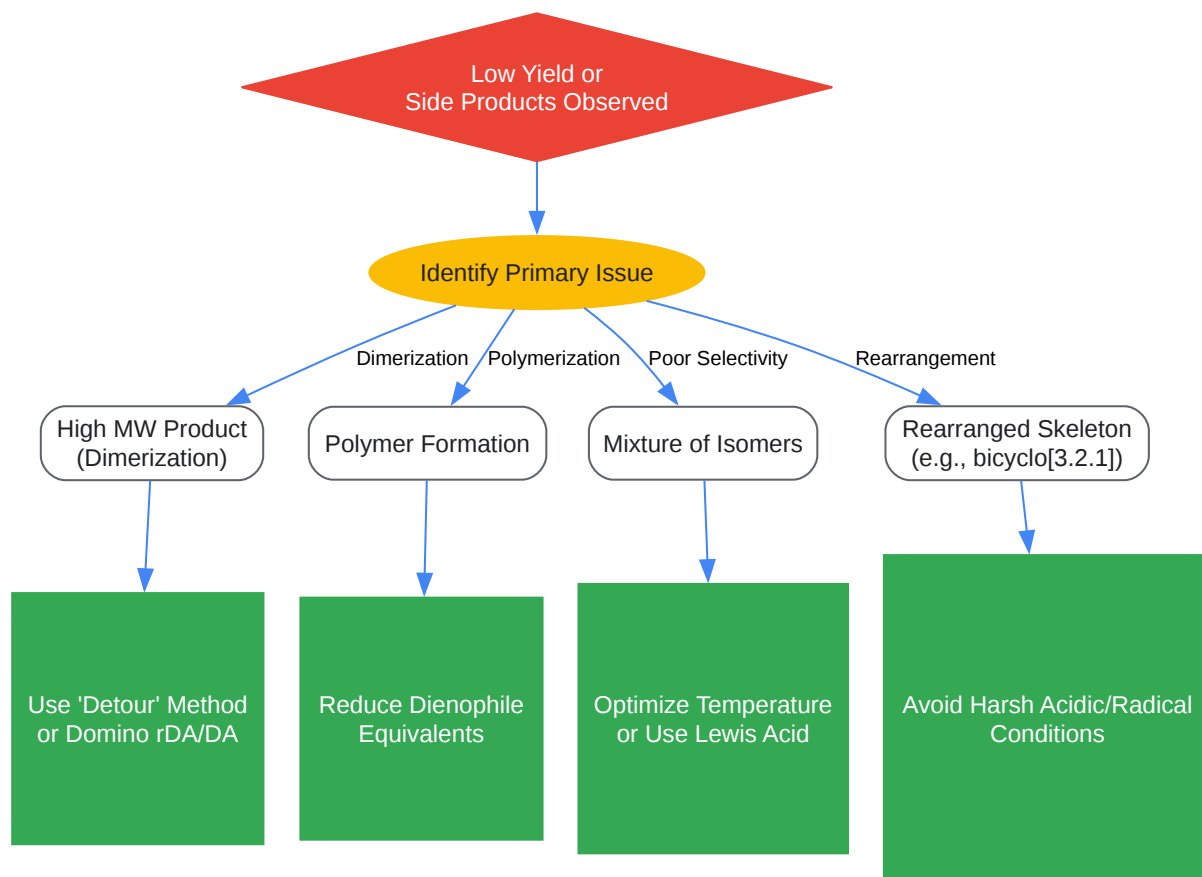 Low Yield or
Side Products Observed
Identify Primary Issue
Dimerization
Polymerization
Poor Selectivity
Rearrangement
High MW Product
(Dimerization)
Polymer Formation
Mixture of Isomers
Rearranged Skeleton
(e.g., bicyclo[3.2.1])
Use 'Detour' Method
or Domino rDA/DA
Reduce Dienophile
Equivalents
Optimize Temperature
or Use Lewis Acid
Avoid Harsh Acidic/Radical
Conditions